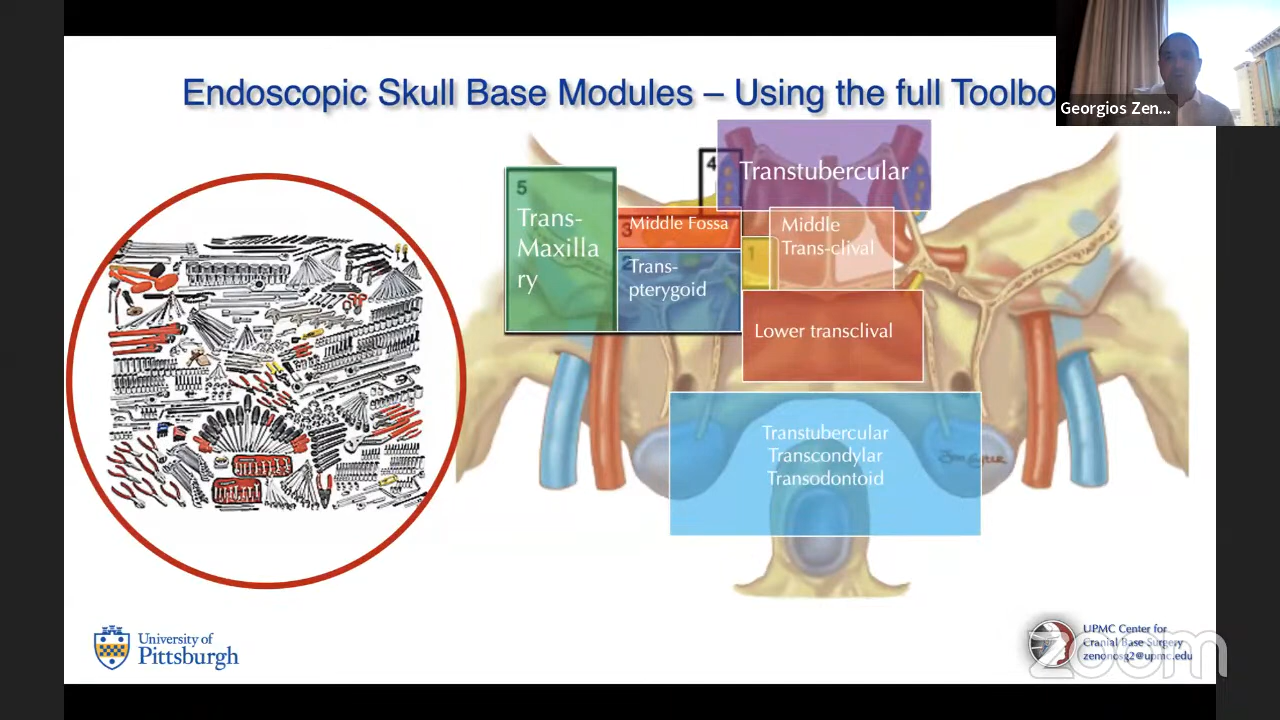 Endoscopic Skull Base Modules – Using the full Toolbo
Georgios Zen...
4
Transtubercular
5
Trans-
Maxilla
ry
3
Middle Fossa
2
Trans-
pterygoid
1
Middle
Trans-clival
Lower transclival
Transtubercular
Transcondylar
Transodontoid
University of
Pittsburgh
UPMC Center for
Cranial Base Surgery
zenonosg2@upmc.edu
zoom